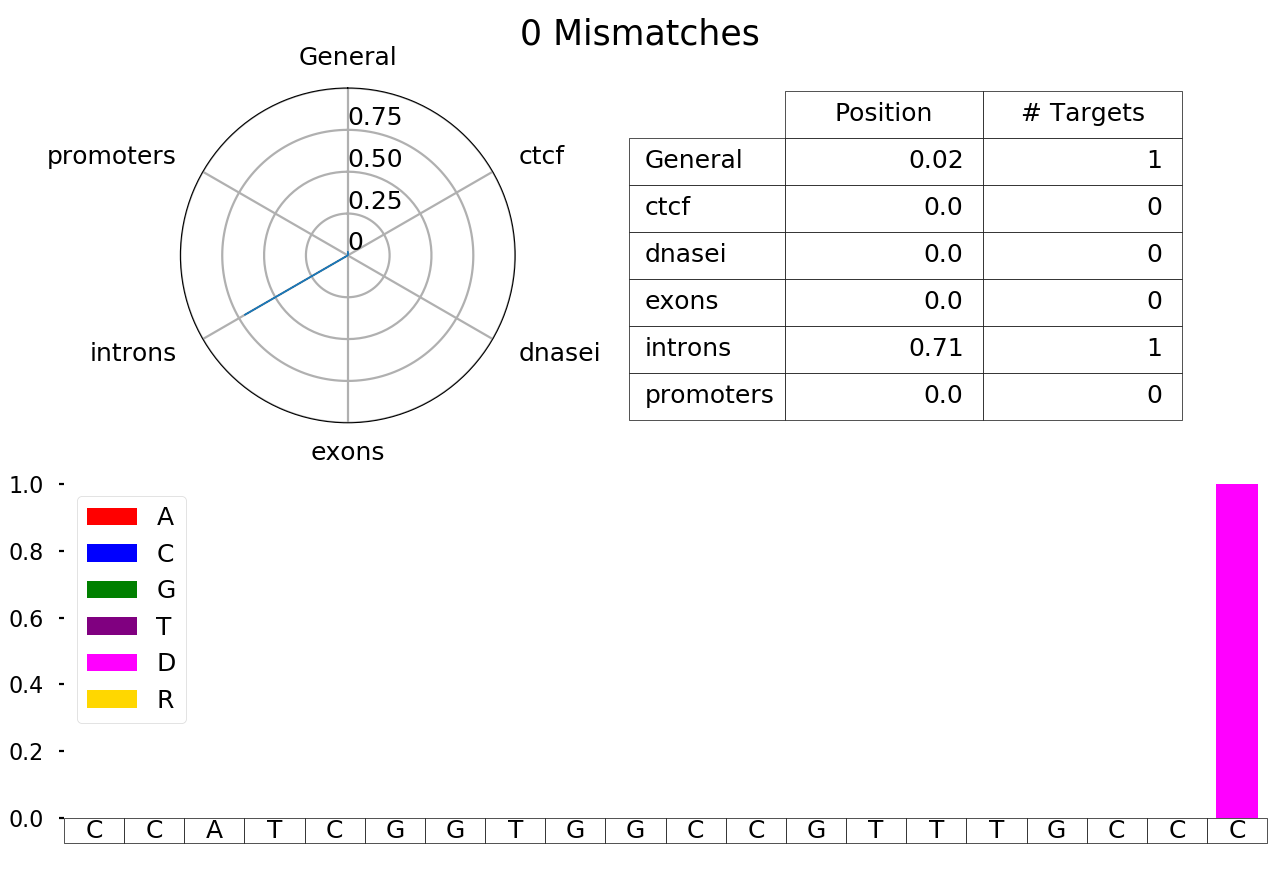 0 Mismatches
General
promoters
ctcf
introns
dnasei
exons
0.75
0.50
0.25
0
Position # Targets
General 0.02 1
ctcf 0.0 0
dnasei 0.0 0
exons 0.0 0
introns 0.71 1
promoters 0.0 0
1.0
0.8
0.6
0.4
0.2
0.0
A
C
G
T
D
R
C C A T C G G T G G C C G T T T G C C C